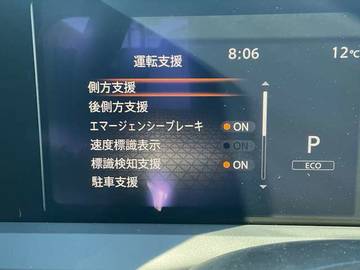 運転支援 8:06 12℃
側方支援
後側方支援
エマージェンシーブレーキ ON
速度標識表示 ON
標識検知支援 ON
駐車支援
P
ECO